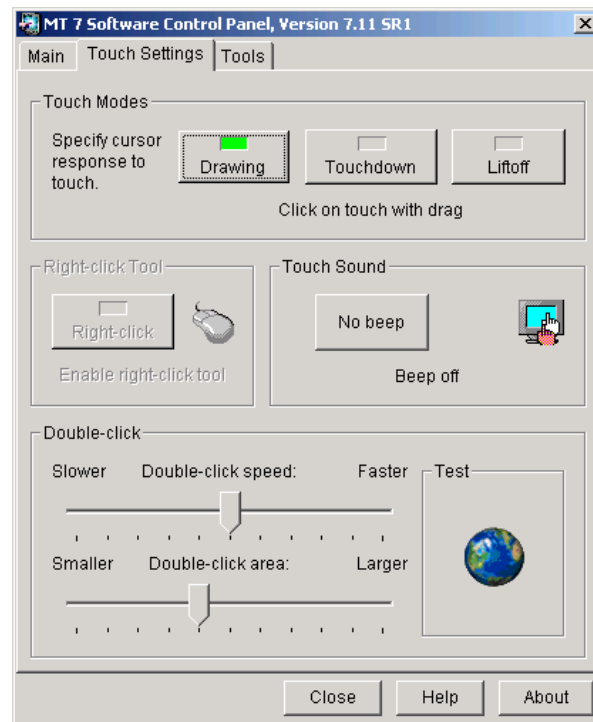 MT 7 Software Control Panel, Version 7.11 SR1
Main Touch Settings Tools
Touch Modes
Specify cursor
response to
touch.
Drawing Touchdown Liftoff
Click on touch with drag
Right-click Tool
Right-click
Enable right-click tool
Touch Sound
No beep
Beep off
Double-click
Slower Double-click speed: Faster
Smaller Double-click area: Larger
Test
Close Help About